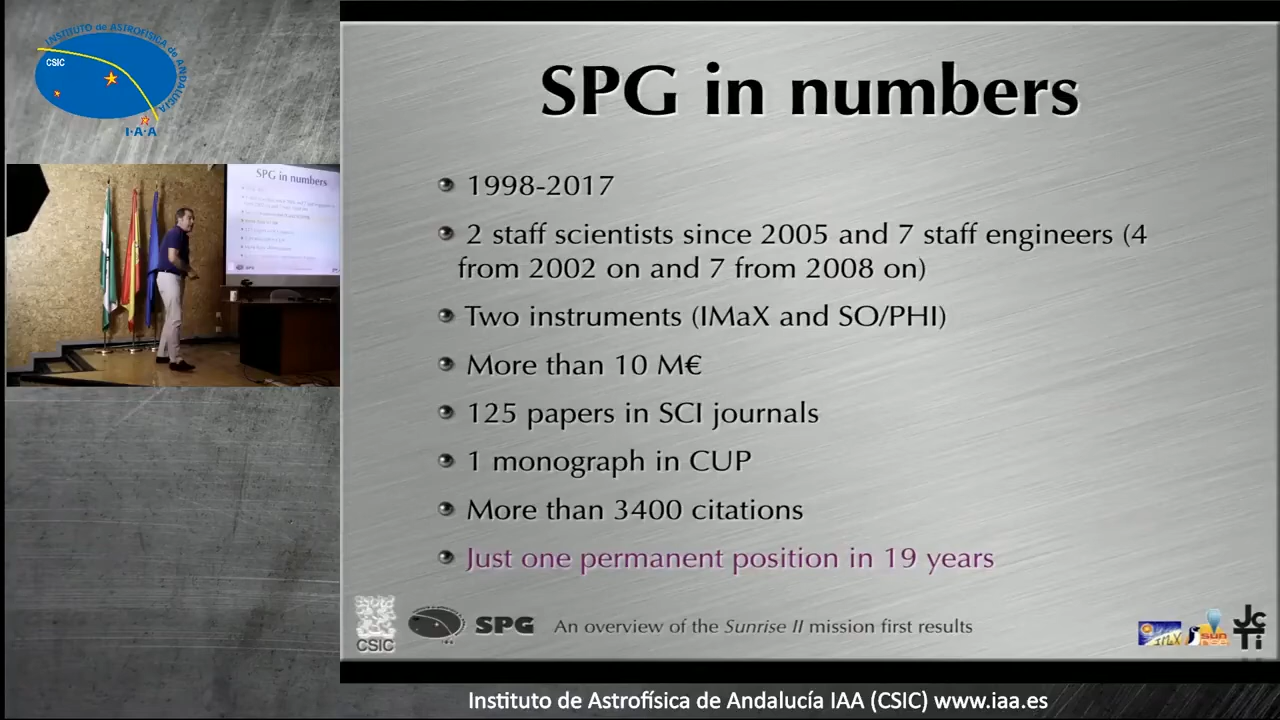 INSTITUTO de ASTROFÍSICA de ANDALUCÍA
CSIC
I·A·A
SPG in numbers
SPG in numbers
1998-2017
2 staff scientists since 2005 and 7 staff engineers (4
from 2002 on and 7 from 2008 on)
Two instruments (IMaX and SO/PHI)
More than 10 M€
125 papers in SCI journals
1 monograph in CUP
More than 3400 citations
Just one permanent position in 19 years
CSIC
SPG
An overview of the Sunrise II mission first results
Instituto de Astrofísica de Andalucía IAA (CSIC) www.iaa.es